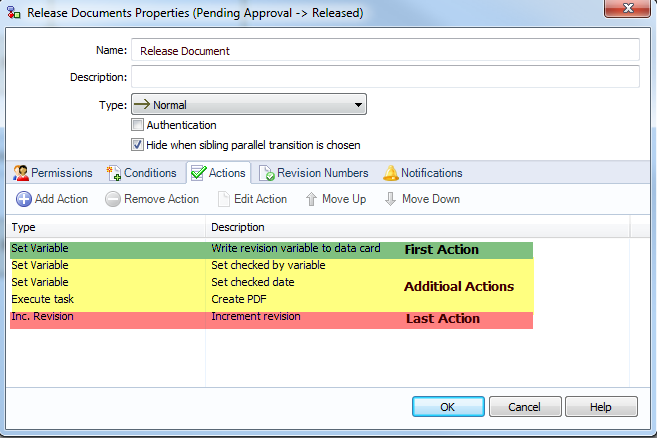 Release Documents Properties (Pending Approval -> Released)
Name: Release Document
Description:
Type: Normal
Authentication
Hide when sibling parallel transition is chosen
Permissions Conditions Actions Revision Numbers Notifications
Add Action Remove Action Edit Action Move Up Move Down
Type Description
Set Variable Write revision variable to data card First Action
Set Variable Set checked by variable
Set Variable Set checked date Additioal Actions
Execute task Create PDF
Inc. Revision Increment revision Last Action
OK Cancel Help